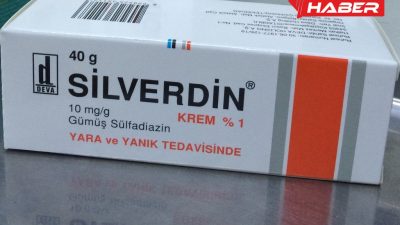 HABER
40 g
SİLVERDİN®
10 mg/g
KREM % 1
Gümüş Sülfadiazin
YARA ve YANIK TEDAVİSİNDE
d
DEVA